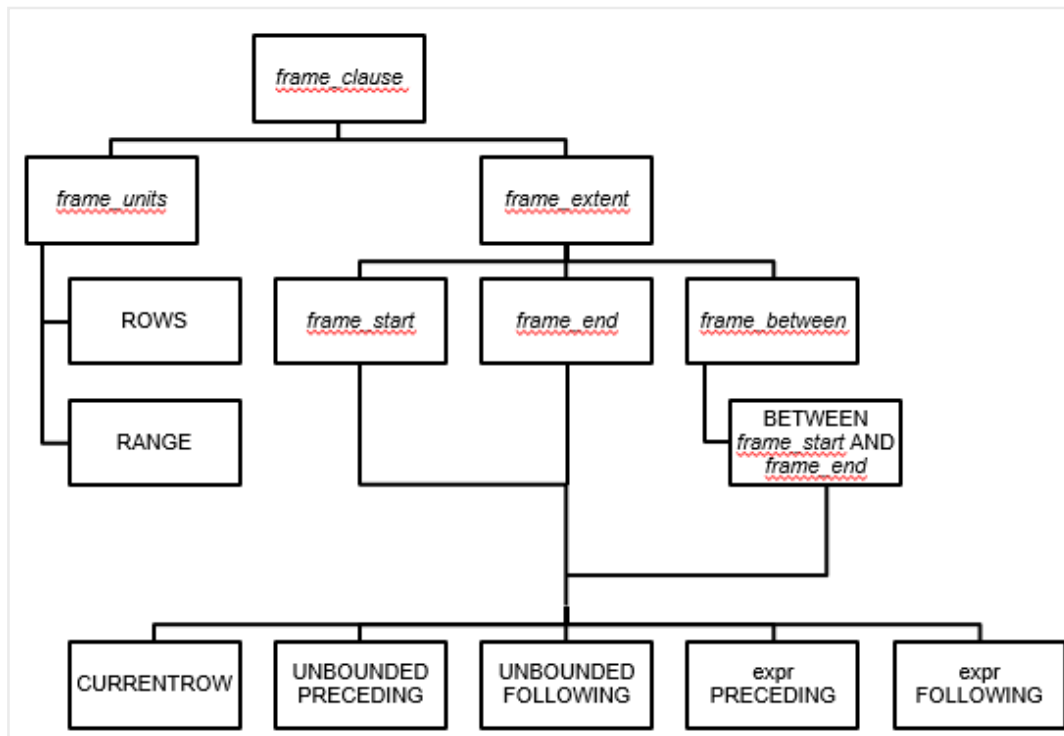 frame_clause
frame_units
frame_extent
ROWS
frame_start
frame_end
frame_between
RANGE
BETWEEN
frame_start AND
frame_end
CURRENTROW
UNBOUNDED
PRECEDING
UNBOUNDED
FOLLOWING
expr
PRECEDING
expr
FOLLOWING